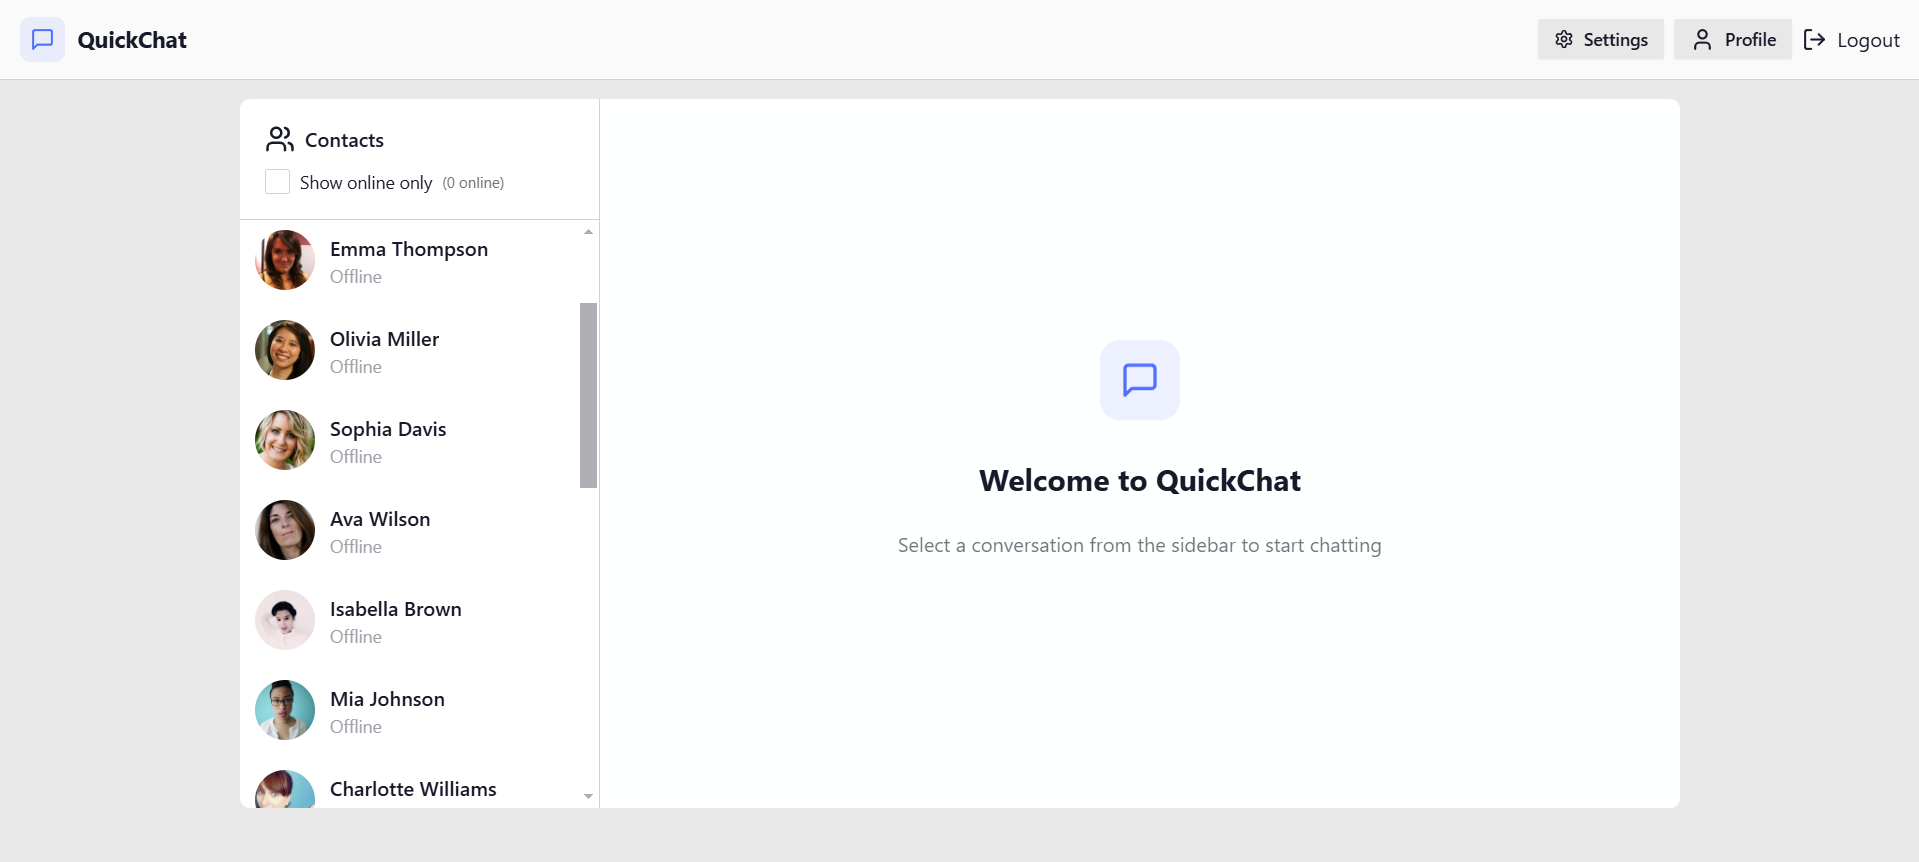 QuickChat
Settings
Profile
Logout
Contacts
Show online only (0 online)
Emma Thompson
Offline
Olivia Miller
Offline
Sophia Davis
Offline
Ava Wilson
Offline
Isabella Brown
Offline
Mia Johnson
Offline
Charlotte Williams
Welcome to QuickChat
Select a conversation from the sidebar to start chatting